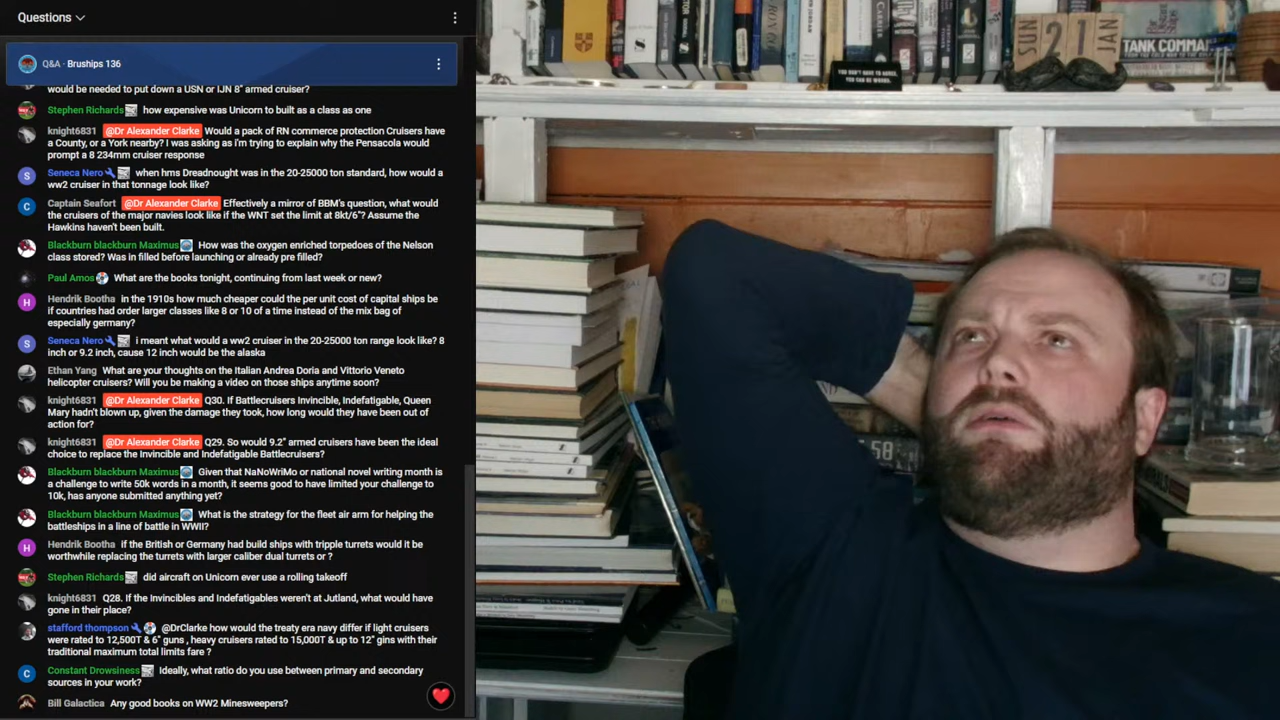 Questions
Q&A · Bruships 136
would be needed to put down a USN or IJN 8" armed cruiser?
Stephen Richards how expensive was Unicorn to built as a class as one
knight6831 @Dr Alexander Clarke Would a pack of RN commerce protection Cruisers have
a County, or a York nearby? I was asking as I'm trying to explain why the Pensacola would
prompt a 8 234mm cruiser response
Seneca Nero when hms Dreadnought was in the 20-25000 ton standard, how would a
ww2 cruiser in that tonnage look like?
Captain Seafort @Dr Alexander Clarke Effectively a mirror of BBM's question, what would
the cruisers of the major navies look like if the WNT set the limit at 8kt/6"? Assume the
Hawkins haven't been built.
Blackburn blackburn Maximus How was the oxygen enriched torpedoes of the Nelson
class stored? Was in filled before launching or already pre filled?
Paul Amos What are the books tonight, continuing from last week or new?
Hendrik Bootha in the 1910s how much cheaper could the per unit cost of capital ships be
if countries had order larger classes like 8 or 10 of a time instead of the mix bag of
especially germany?
Seneca Nero i meant what would a ww2 cruiser in the 20-25000 ton range look like? 8
inch or 9.2 inch, cause 12 inch would be the alaska
Ethan Yang What are your thoughts on the Italian Andrea Doria and Vittorio Veneto
helicopter cruisers? Will you be making a video on those ships anytime soon?
knight6831 @Dr Alexander Clarke Q30. If Battlecruisers Invincible, Indefatigable, Queen
Mary hadn't blown up, given the damage they took, how long would they have been out of
action for?
knight6831 @Dr Alexander Clarke Q29. So would 9.2" armed cruisers have been the ideal
choice to replace the Invincible and Indefatigable Battlecruisers?
Blackburn blackburn Maximus Given that NaNoWriMo or national novel writing month is
a challenge to write 50k words in a month, it seems good to have limited your challenge to
10k, has anyone submitted anything yet?
Blackburn blackburn Maximus What is the strategy for the fleet air arm for helping the
battleships in a line of battle in WWII?
Hendrik Bootha if the British or Germany had build ships with tripple turrets would it be
worthwhile replacing the turrets with larger caliber dual turrets or ?
Stephen Richards did aircraft on Unicorn ever use a rolling takeoff
knight6831 Q28. If the Invincibles and Indefatigables weren't at Jutland, what would have
gone in their place?
stafford thompson @DrClarke how would the treaty era navy differ if light cruisers
were rated to 12,500T & 6" guns , heavy cruisers rated to 15,000T & up to 12" gins with their
traditional maximum total limits fare ?
Constant Drowsiness Ideally, what ratio do you use between primary and secondary
sources in your work?
Bill Galactica Any good books on WW2 Minesweepers?
YOU DON'T HAVE TO AGREE,
YOU CAN BE WRONG.
SUN 21 JAN
TANK COMMA
58